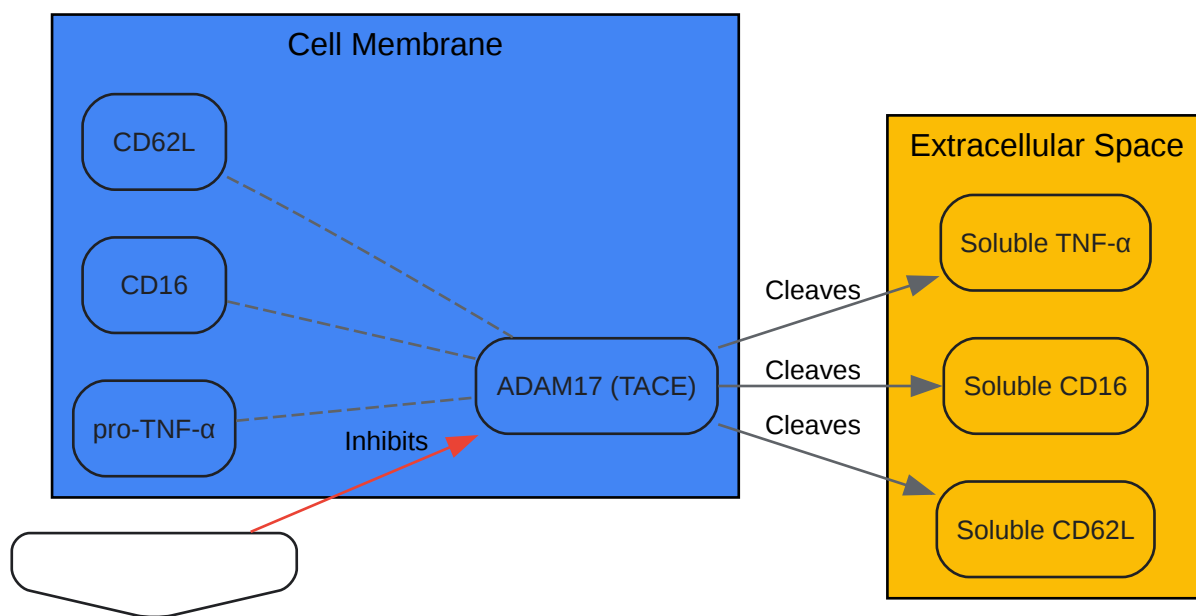 Cell Membrane
CD62L
CD16
pro-TNF-α
ADAM17 (TACE)
Inhibits
Cleaves
Cleaves
Cleaves
Extracellular Space
Soluble TNF-α
Soluble CD16
Soluble CD62L